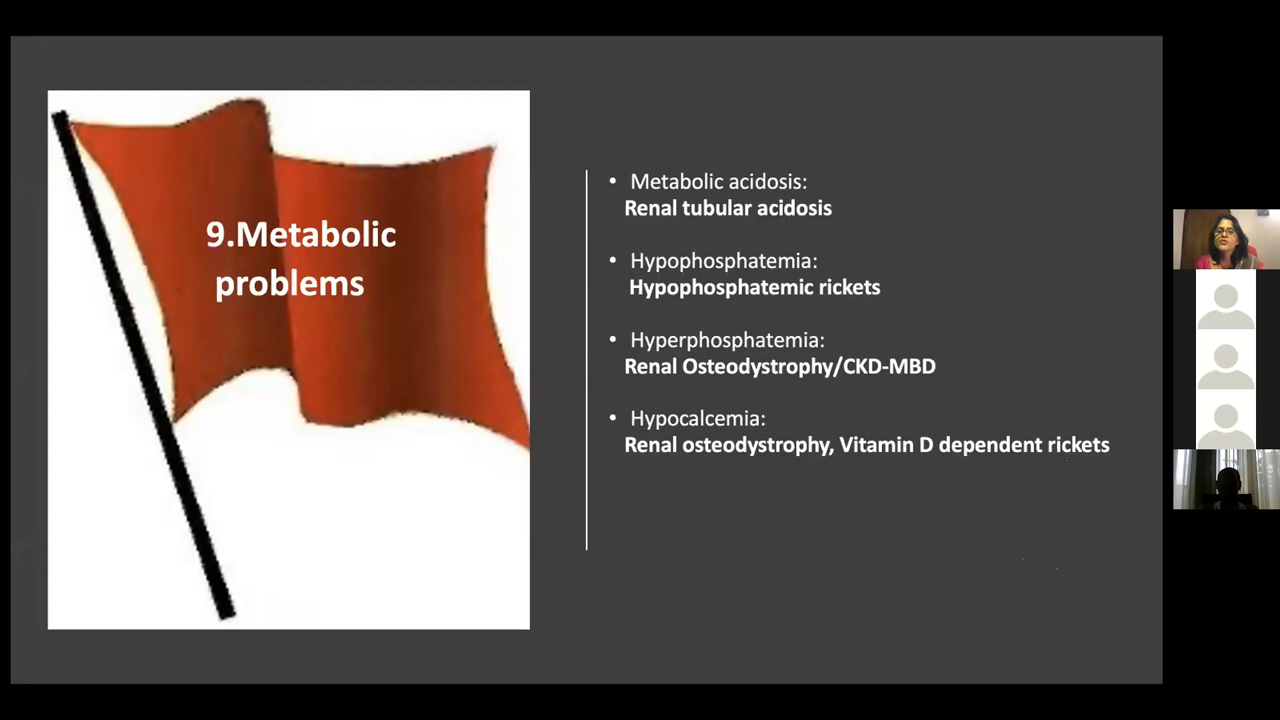 9.Metabolic
problems
• Metabolic acidosis:
Renal tubular acidosis
• Hypophosphatemia:
Hypophosphatemic rickets
• Hyperphosphatemia:
Renal Osteodystrophy/CKD-MBD
• Hypocalcemia:
Renal osteodystrophy, Vitamin D dependent rickets